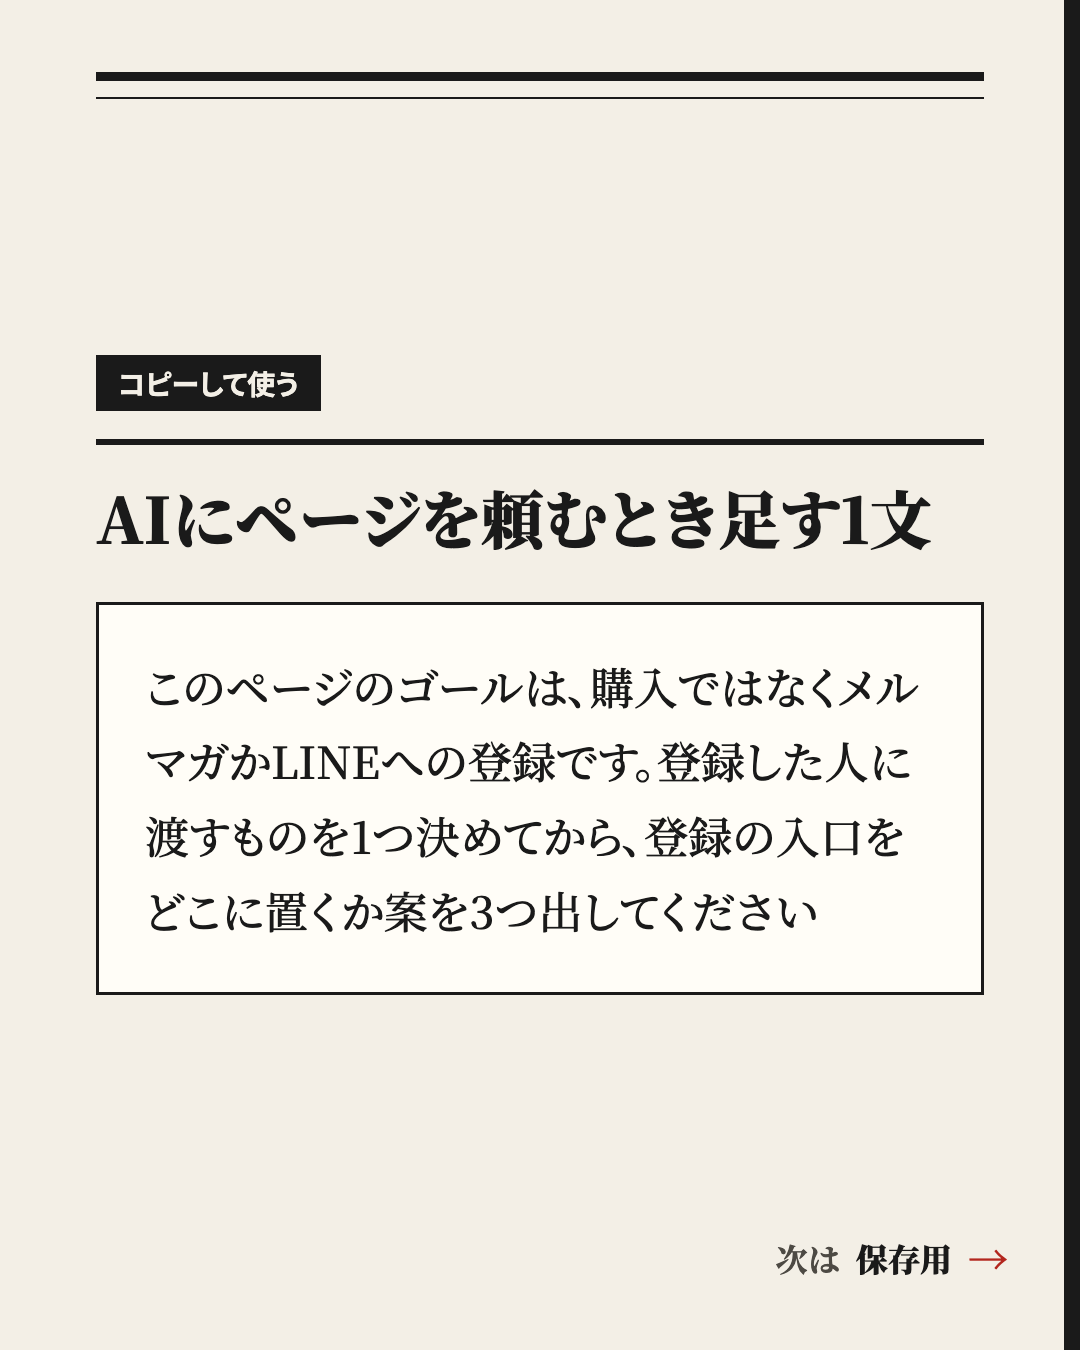 コピーして使う
AIにページを頼むとき足す1文
このページのゴールは、購入ではなくメル
マガかLINEへの登録です。登録した人に
渡すものを1つ決めてから、登録の入口を
どこに置くか案を3つ出してください
次は 保存用 →